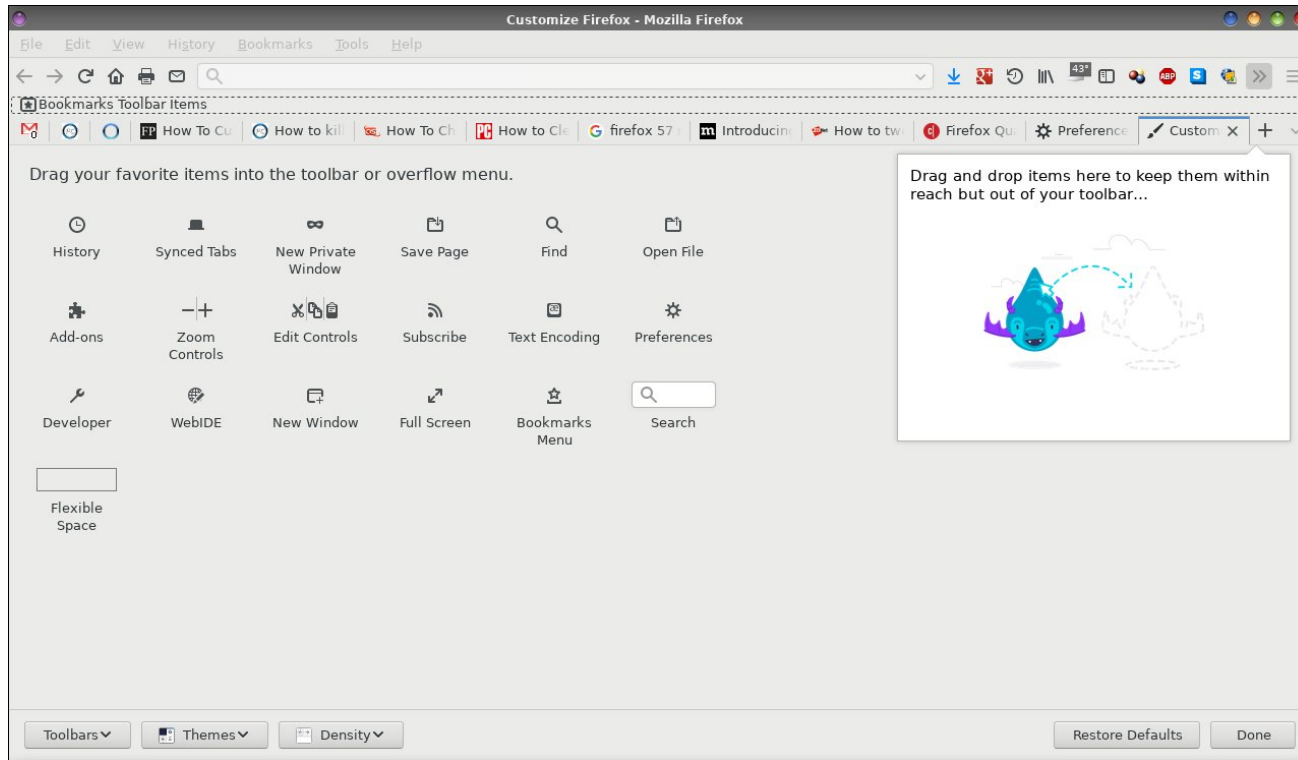 Customize Firefox - Mozilla Firefox
File Edit View History Bookmarks Tools Help
43° ABP S
Bookmarks Toolbar Items
M 0 FP How To Cu How to kill How To Ch PC How to Cle G firefox 57 m Introducin How to tw Firefox Qu Preference Custom
Drag your favorite items into the toolbar or overflow menu.
Drag and drop items here to keep them within
reach but out of your toolbar...
History Synced Tabs New Private Save Page Find Open File
Window
Add-ons Zoom Edit Controls Subscribe Text Encoding Preferences
Controls
Developer WebIDE New Window Full Screen Bookmarks Search
Menu
Flexible
Space
Toolbars Themes Density Restore Defaults Done